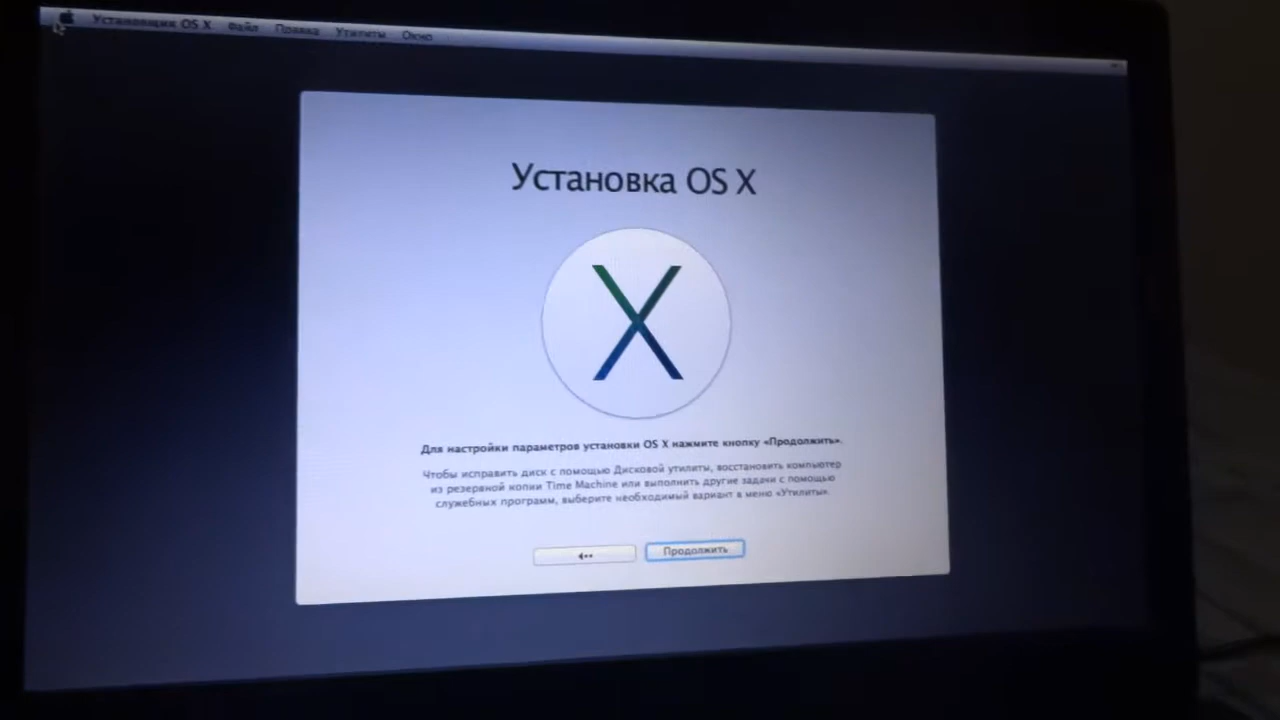 Установщик OS X Файл Правка Утилиты Окно
Установка OS X
X
Для настройки параметров установки OS X нажмите кнопку «Продолжить».
Чтобы исправить диск с помощью Дисковой утилиты, восстановить компьютер
из резервной копии Time Machine или выполнить другие задачи с помощью
служебных программ, выберите необходимый вариант в меню «Утилиты».
Продолжить